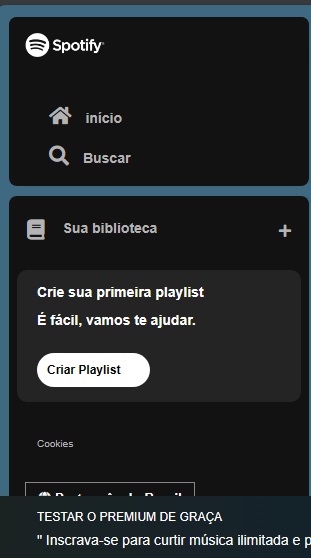 Spotify
início
Buscar
Sua biblioteca
+
Crie sua primeira playlist
É fácil, vamos te ajudar.
Criar Playlist
Cookies
TESTAR O PREMIUM DE GRAÇA
" Inscrava-se para curtir música ilimitada e p